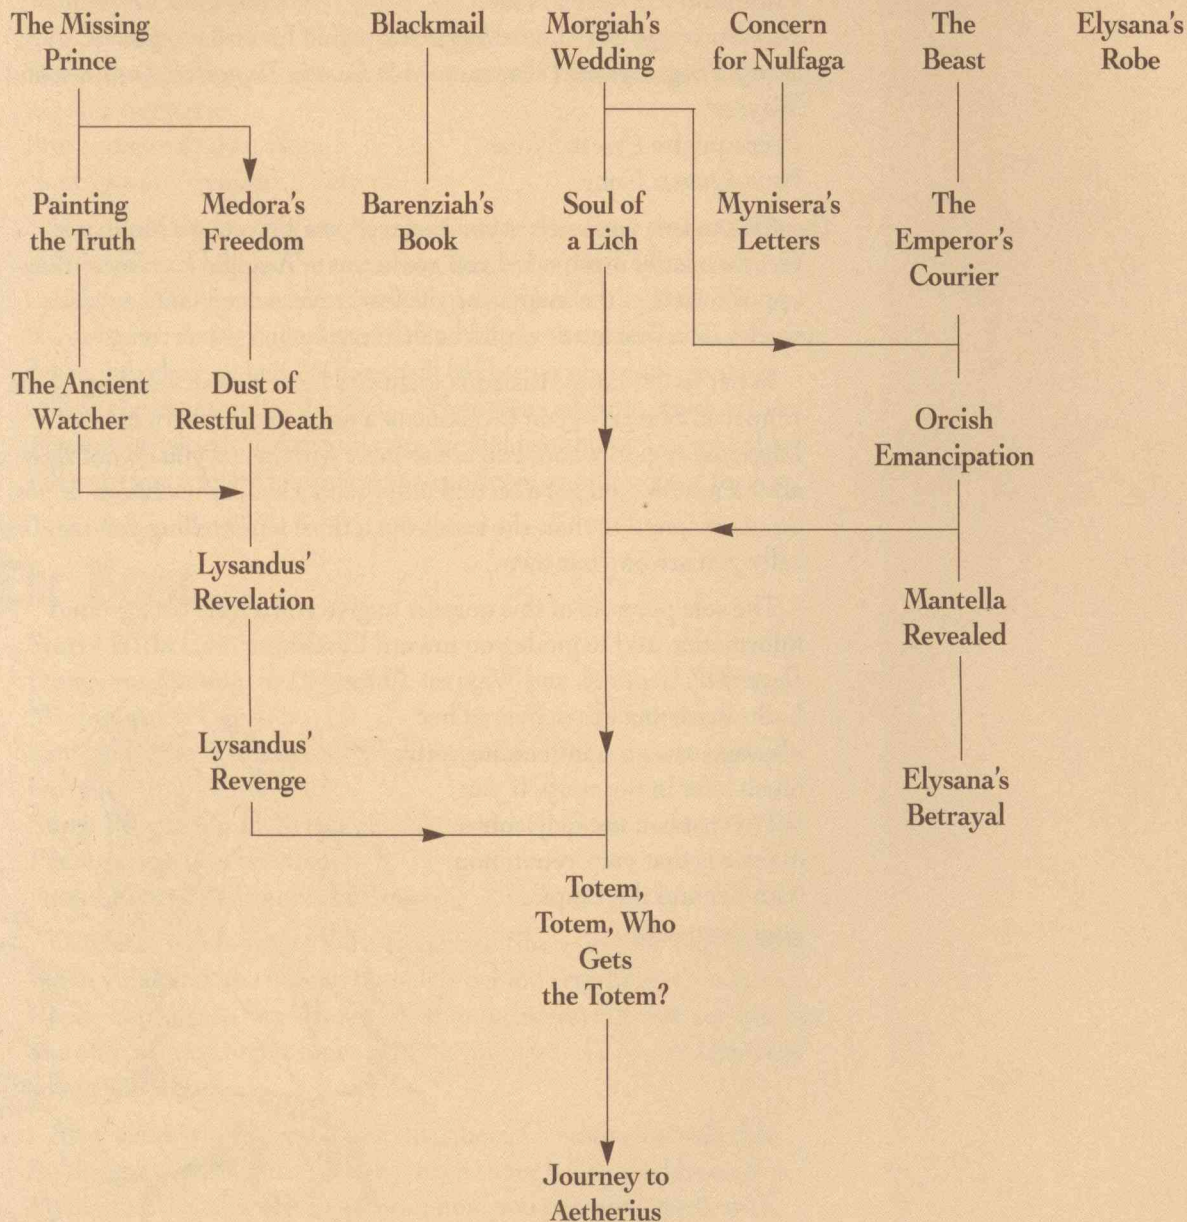 The Missing
Prince
Blackmail
Morgiah's
Wedding
Concern
for Nulfaga
The
Beast
Elysana's
Robe
Painting
the Truth
Medora's
Freedom
Barenziah's
Book
Soul of
a Lich
Mynisera's
Letters
The
Emperor's
Courier
The Ancient
Watcher
Dust of
Restful Death
Orcish
Emancipation
Lysandus'
Revelation
Mantella
Revealed
Lysandus'
Revenge
Elysana's
Betrayal
Totem,
Totem, Who
Gets
the Totem?
Journey to
Aetherius